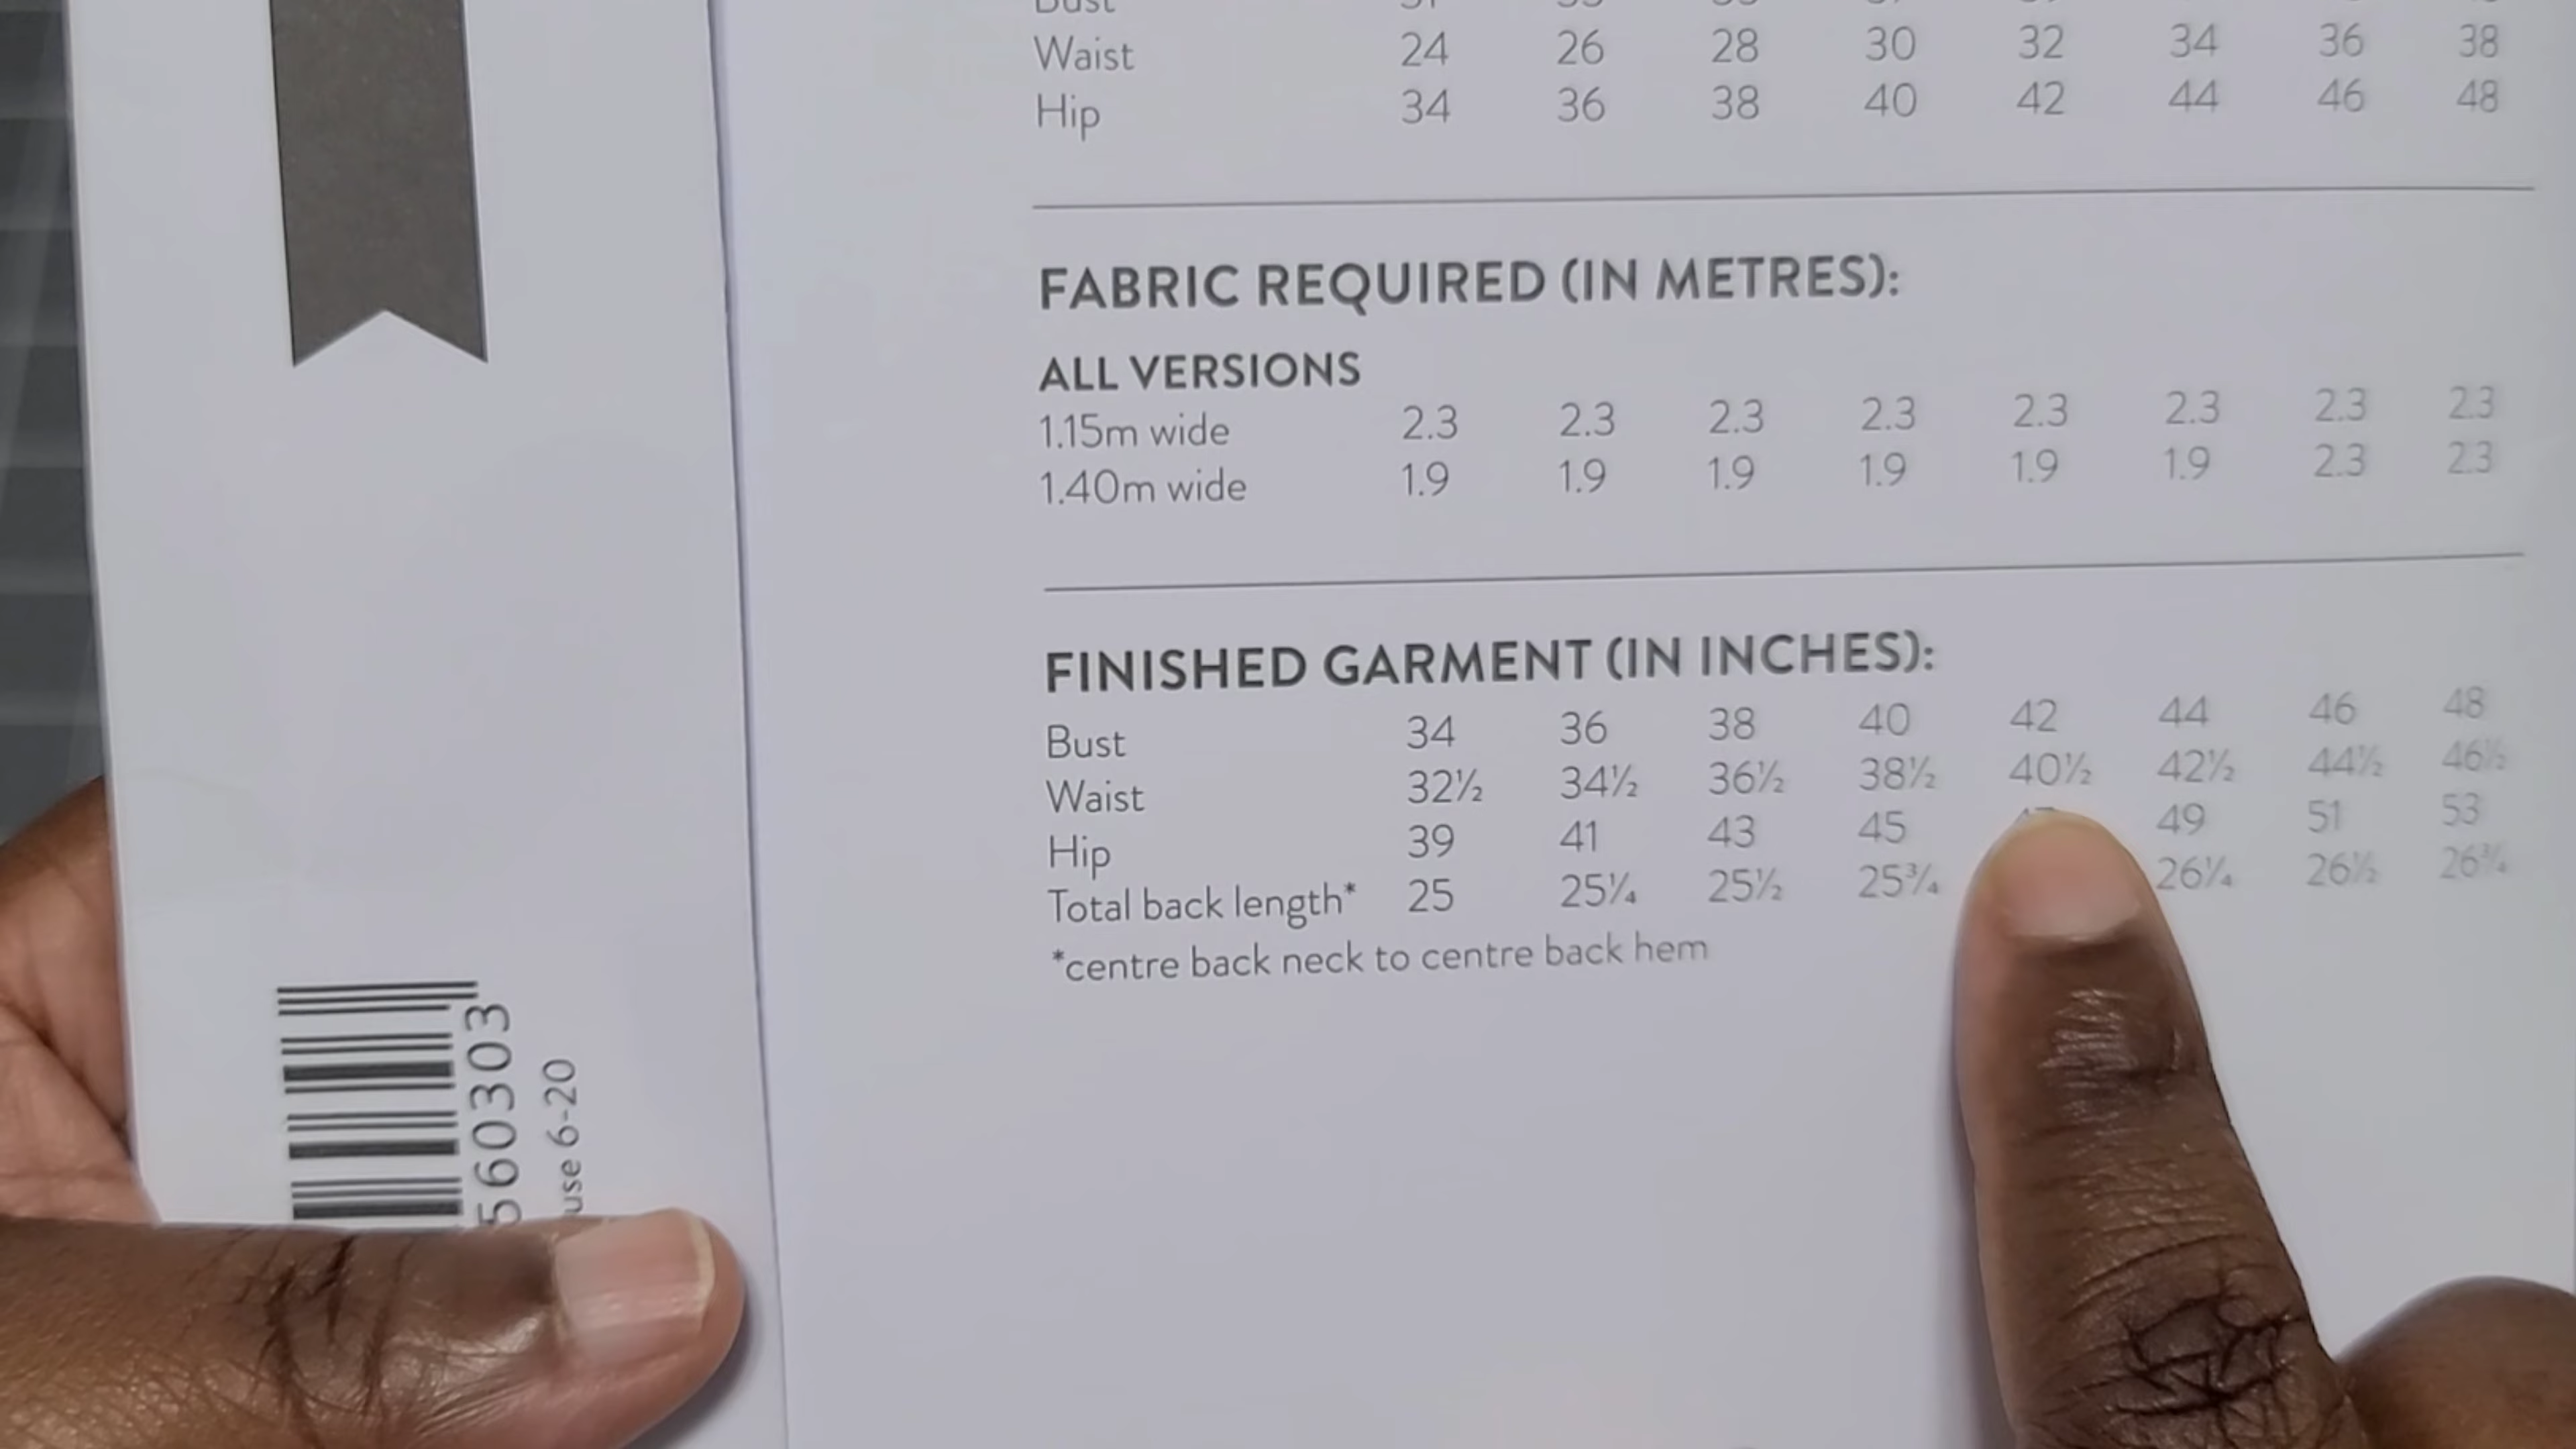 Bust
Waist 24 26 28 30 32 34 36 38
Hip 34 36 38 40 42 44 46 48
FABRIC REQUIRED (IN METRES):
ALL VERSIONS
1.15m wide 2.3 2.3 2.3 2.3 2.3 2.3 2.3 2.3
1.40m wide 1.9 1.9 1.9 1.9 1.9 1.9 2.3 2.3
FINISHED GARMENT (IN INCHES):
Bust 34 36 38 40 42 44 46 48
Waist 32½ 34½ 36½ 38½ 40½ 42½ 44½ 46½
Hip 39 41 43 45 49 51 53
Total back length* 25 25¼ 25½ 25¾ 26¼ 26½ 26¾
*centre back neck to centre back hem
560303
use 6-20